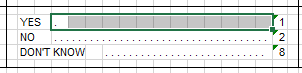 YES . 1
NO . . . . . . . . . . . . . . . . . . . . . . . . . . . . . 2
DON'T KNOW . . . . . . . . . . . . . . . . . . . . 8